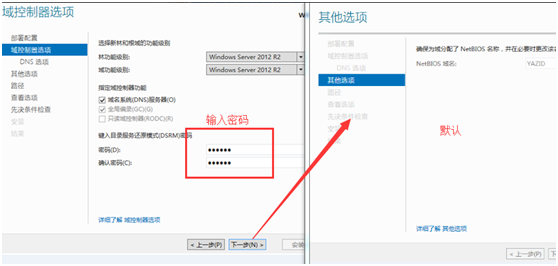 域控制器选项
W
部署配置
域控制器选项
DNS 选项
其他选项
路径
查看选项
先决条件检查
安装
结果
选择新林和根域的功能级别
林功能级别: Windows Server 2012 R2
域功能级别: Windows Server 2012 R2
指定域控制器功能
域名系统(DNS)服务器(O)
全局编录(GC)(G)
只读域控制器(RODC)(R)
输入密码
键入目录服务还原模式(DSRM)密码
密码(D): ●●●●●●
确认密码(C): ●●●●●●
详细了解 域控制器选项
< 上一步(P)
下一步(N) >
安装
其他选项
部署配置
域控制器选项
DNS 选项
其他选项
路径
查看选项
先决条件检查
安装
结果
确保为域分配了 NetBIOS 名称，并在必要时更改该名
NetBIOS 域名: YAZID
默认
详细了解 其他选项
< 上一步(P)